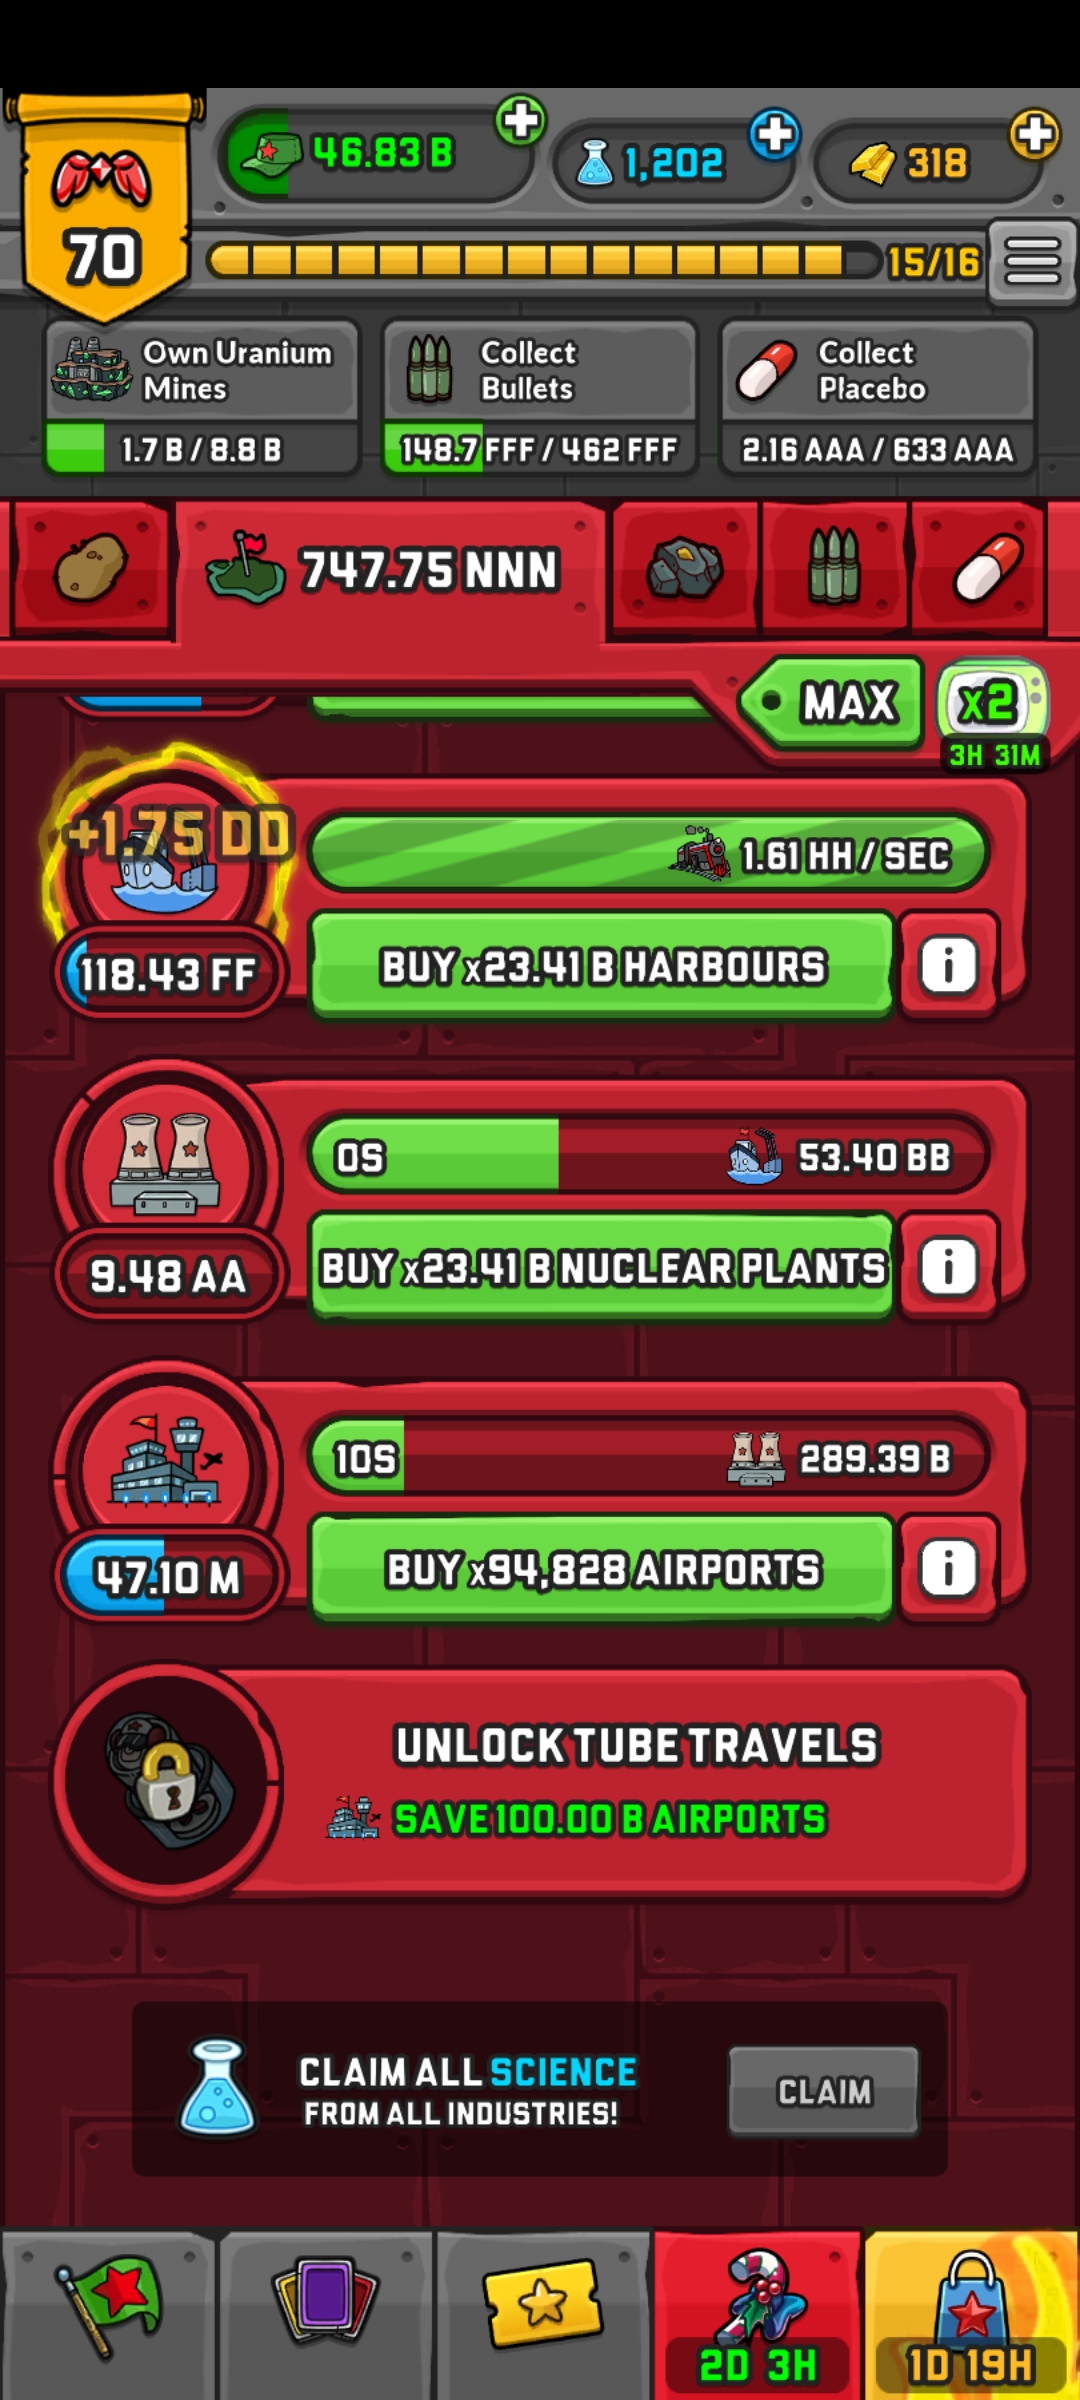 46.83 B
1,202
318
70
15/16
Own Uranium
Mines
1.7 B / 8.8 B
Collect
Bullets
148.7 FFF / 462 FFF
Collect
Placebo
2.16 AAA / 633 AAA
747.75 NNN
MAX
x2
3H 31M
+1.75 DD
1.61 HH / SEC
118.43 FF
BUY x23.41 B HARBOURS
i
0S
53.40 BB
9.48 AA
BUY x23.41 B NUCLEAR PLANTS
i
10S
289.39 B
47.10 M
BUY x94,828 AIRPORTS
i
UNLOCK TUBE TRAVELS
SAVE 100.00 B AIRPORTS
CLAIM ALL SCIENCE
FROM ALL INDUSTRIES!
CLAIM
2D 3H
1D 19H